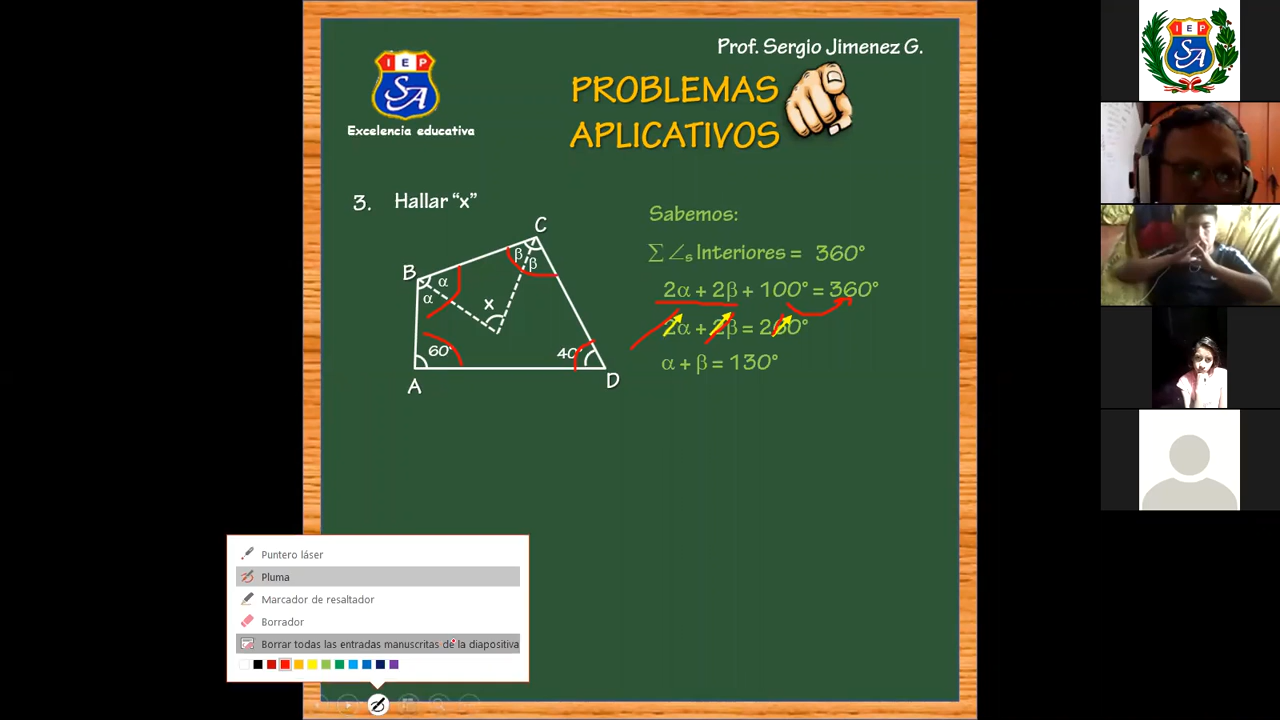 Prof. Sergio Jimenez G.
I E P
SA
Excelencia educativa
PROBLEMAS
APLICATIVOS
3. Hallar “x”
C
β
β
B
α
α
x
60°
40°
A
D
Sabemos:
∑ ∠s Interiores = 360°
2α + 2β + 100° = 360°
2α + 2β = 260°
α + β = 130°
Puntero láser
Pluma
Marcador de resaltador
Borrador
Borrar todas las entradas manuscritas de la diapositiva
I E P
SA